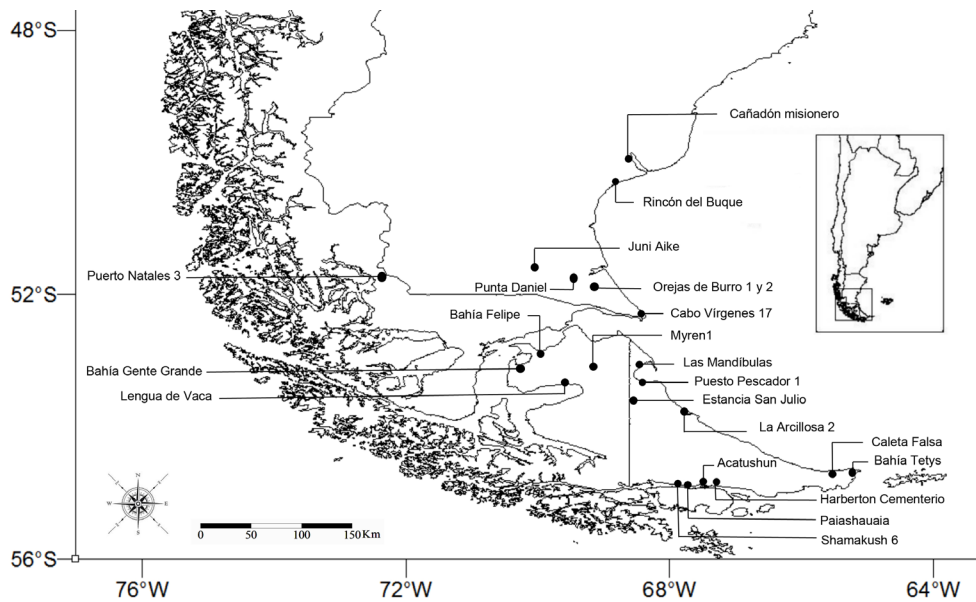 48°S
Cañadón misionero
Rincón del Buque
Juni Aike
Puerto Natales 3
Punta Daniel
Orejas de Burro 1 y 2
52°S
Bahía Felipe
Cabo Vírgenes 17
Myren1
Las Mandíbulas
Bahía Gente Grande
Puesto Pescador 1
Lengua de Vaca
Estancia San Julio
La Arcillosa 2
Caleta Falsa
Acatushun
Bahía Tetys
N
W E
S
Harberton Cementerio
Paiashauaia
0 50 100 150 Km
Shamakush 6
56°S
76°W 72°W 68°W 64°W